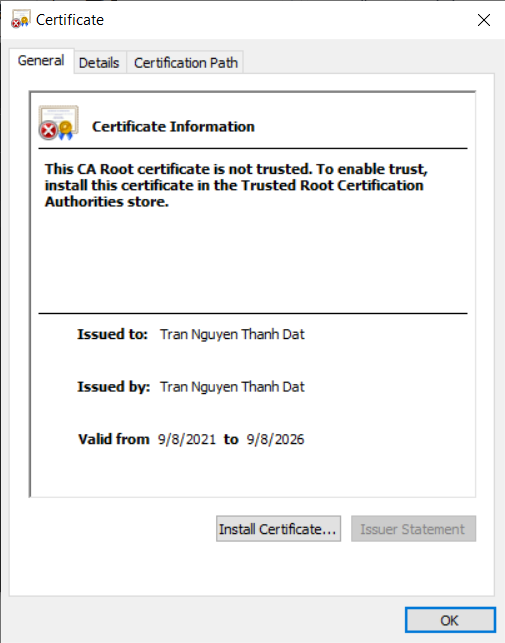 Certificate
General
Details
Certification Path
Certificate Information
This CA Root certificate is not trusted. To enable trust,
install this certificate in the Trusted Root Certification
Authorities store.
Issued to: Tran Nguyen Thanh Dat
Issued by: Tran Nguyen Thanh Dat
Valid from 9/8/2021 to 9/8/2026
Install Certificate...
Issuer Statement
OK